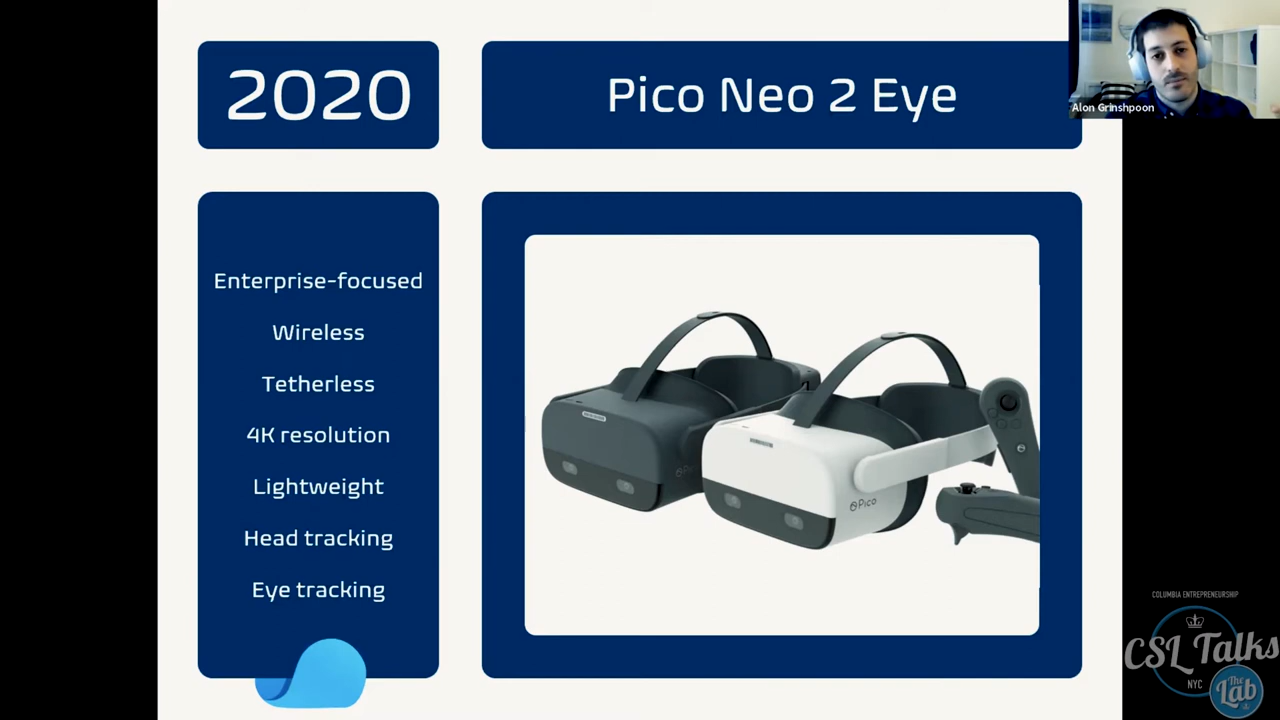 2020
Pico Neo 2 Eye
Alon Grinshpoon
Enterprise-focused
Wireless
Tetherless
4K resolution
Lightweight
Head tracking
Eye tracking
Pico
COLUMBIA ENTREPRENEURSHIP
CSL Talks
NYC
The
Lab